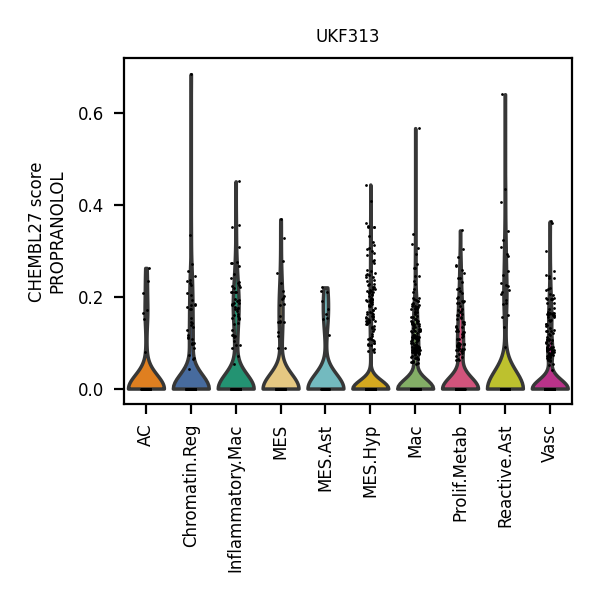 UKF313
CHEMBL27 score
PROPRANOLOL
0.6
0.4
0.2
0.0
AC
Chromatin.Reg
Inflammatory.Mac
MES
MES.Ast
MES.Hyp
Mac
Prolif.Metab
Reactive.Ast
Vasc